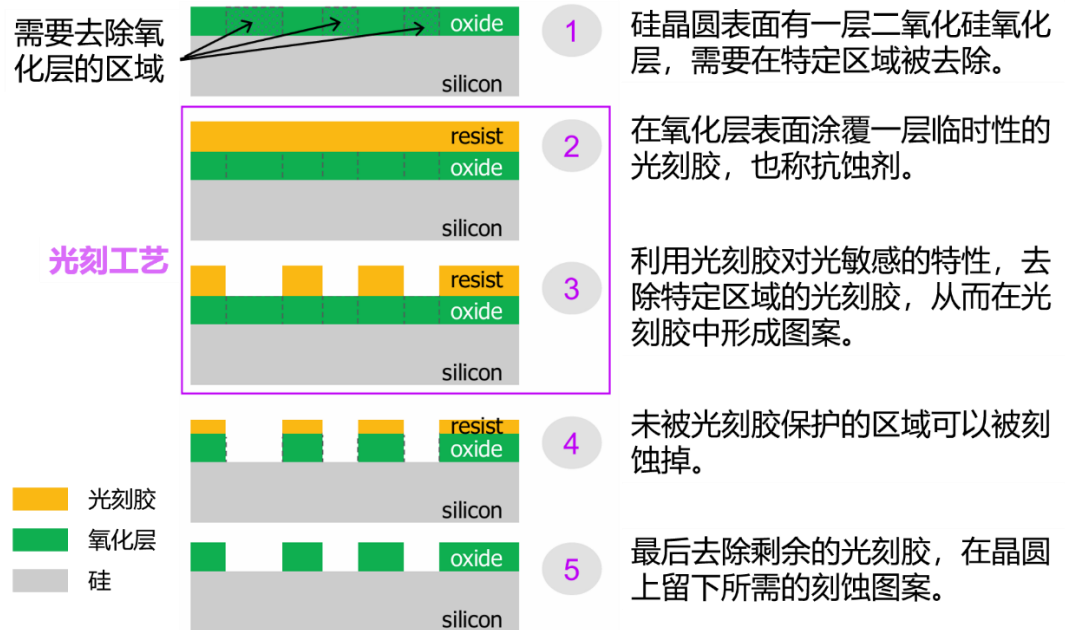 需要去除氧
化层的区域
oxide
silicon
1
硅晶圆表面有一层二氧化硅氧化
层，需要在特定区域被去除。
光刻工艺
resist
oxide
silicon
2
在氧化层表面涂覆一层临时性的
光刻胶，也称抗蚀剂。
resist
oxide
silicon
3
利用光刻胶对光敏感的特性，去
除特定区域的光刻胶，从而在光
刻胶中形成图案。
resist
oxide
silicon
4
未被光刻胶保护的区域可以被刻
蚀掉。
oxide
silicon
5
最后去除剩余的光刻胶，在晶圆
上留下所需的刻蚀图案。
光刻胶
氧化层
硅